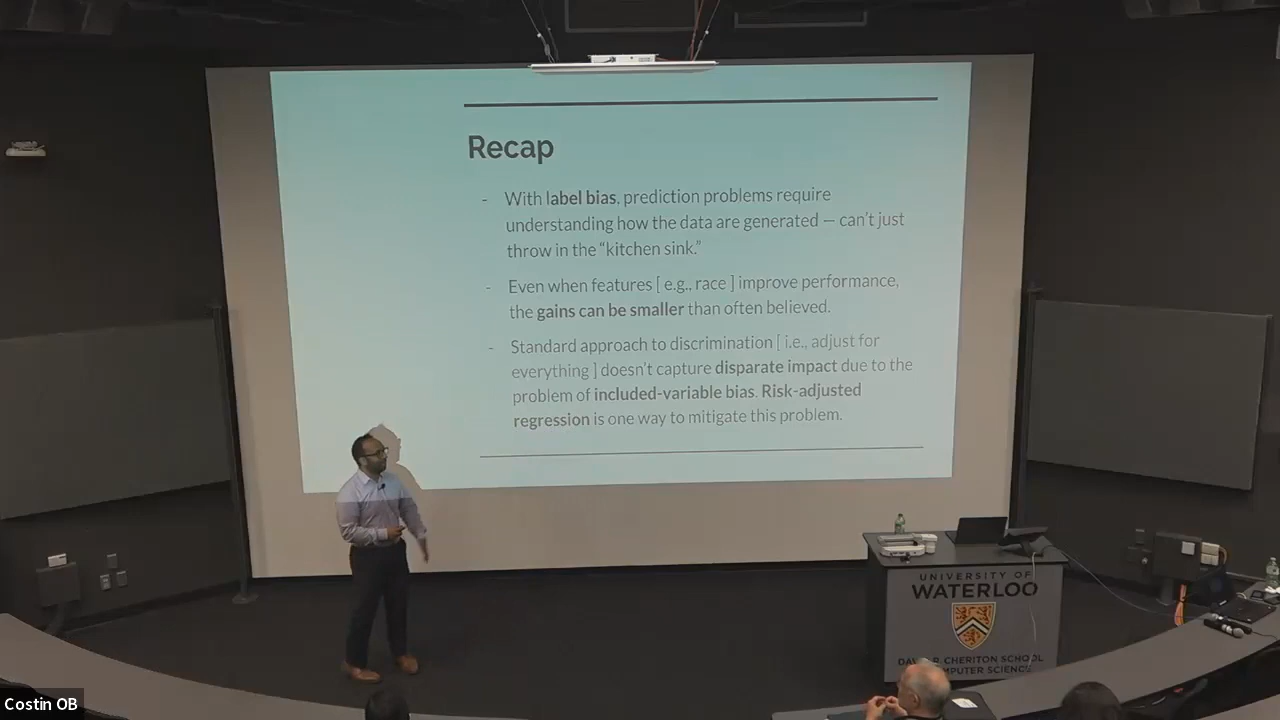 Recap
- With label bias, prediction problems require
understanding how the data are generated — can't just
throw in the “kitchen sink.”
- Even when features [ e.g., race ] improve performance,
the gains can be smaller than often believed.
- Standard approach to discrimination [ i.e., adjust for
everything ] doesn't capture disparate impact due to the
problem of included-variable bias. Risk-adjusted
regression is one way to mitigate this problem.
UNIVERSITY OF
WATERLOO
CHERITON SCHOOL
SCIENCE
Costin OB